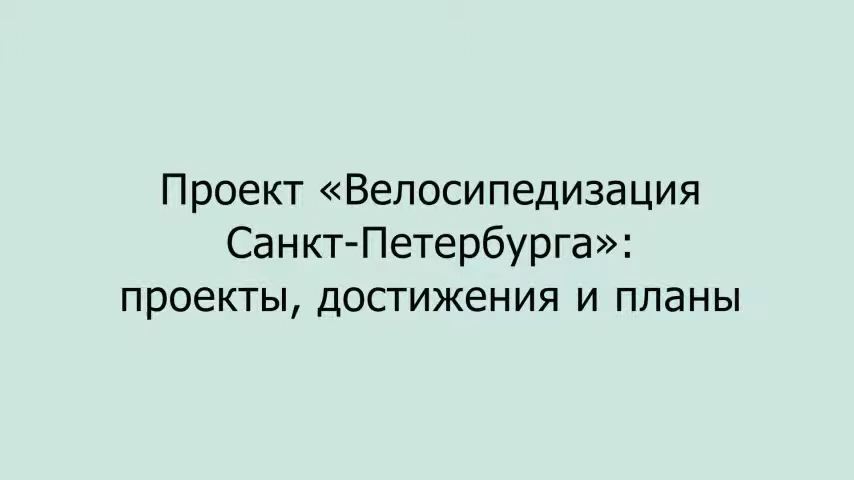 Проект «Велосипедизация
Санкт-Петербурга»:
проекты, достижения и планы